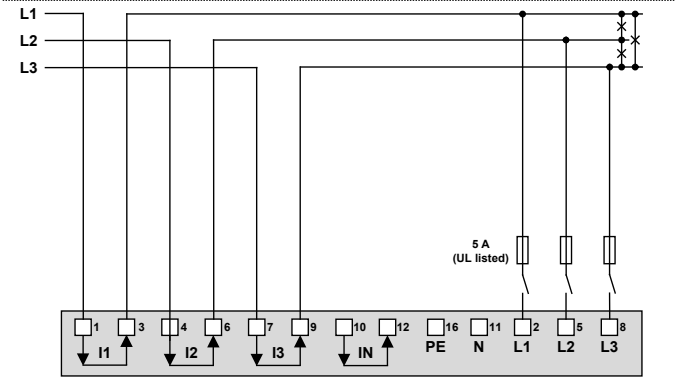 L1
L2
L3
5 A
(UL listed)
1 3 4 6 7 9 10 12 16 11 2 5 8
I1 I2 I3 IN PE N L1 L2 L3